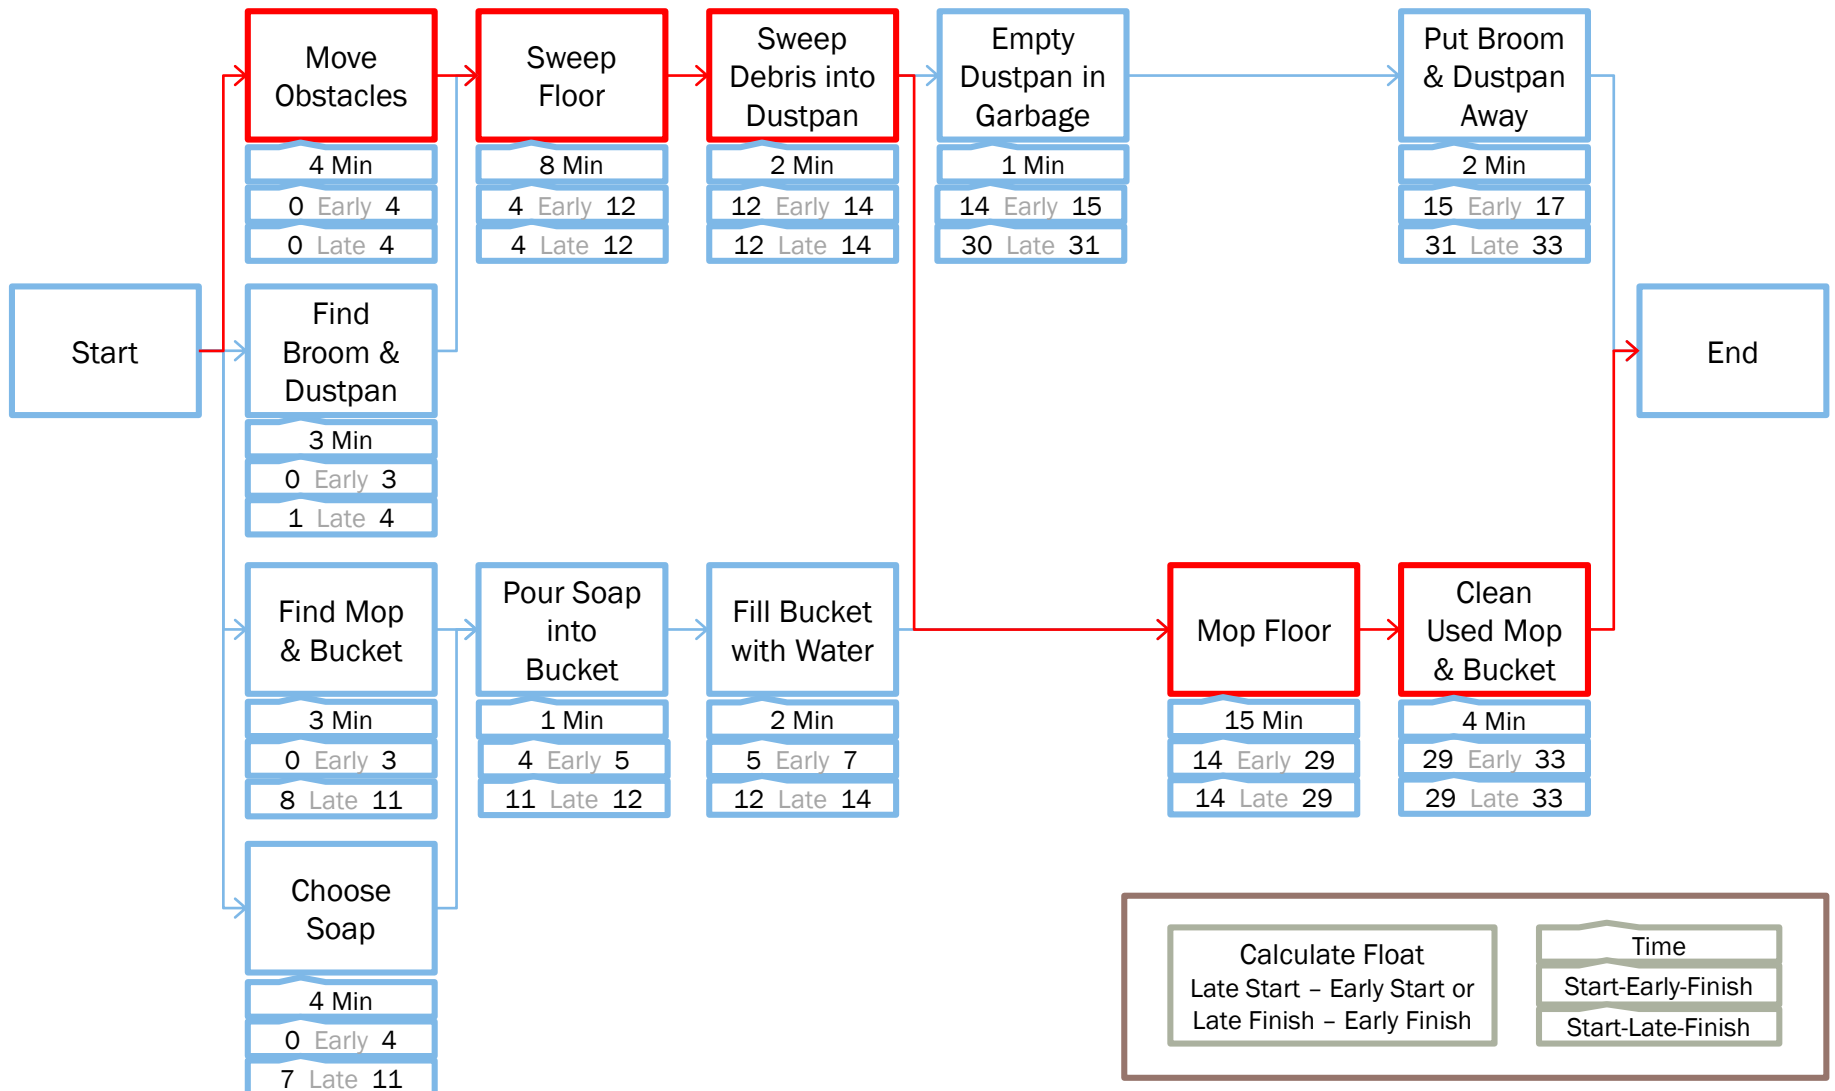 Move
Obstacles
4 Min
0 Early 4
0 Late 4
Sweep
Floor
8 Min
4 Early 12
4 Late 12
Sweep
Debris into
Dustpan
2 Min
12 Early 14
12 Late 14
Empty
Dustpan in
Garbage
1 Min
14 Early 15
30 Late 31
Put Broom
& Dustpan
Away
2 Min
15 Early 17
31 Late 33
Start
Find
Broom &
Dustpan
3 Min
0 Early 3
1 Late 4
End
Find Mop
& Bucket
3 Min
0 Early 3
8 Late 11
Pour Soap
into
Bucket
1 Min
4 Early 5
11 Late 12
Fill Bucket
with Water
2 Min
5 Early 7
12 Late 14
Mop Floor
15 Min
14 Early 29
14 Late 29
Clean
Used Mop
& Bucket
4 Min
29 Early 33
29 Late 33
Choose
Soap
4 Min
0 Early 4
7 Late 11
Calculate Float
Late Start – Early Start or
Late Finish – Early Finish
Time
Start-Early-Finish
Start-Late-Finish